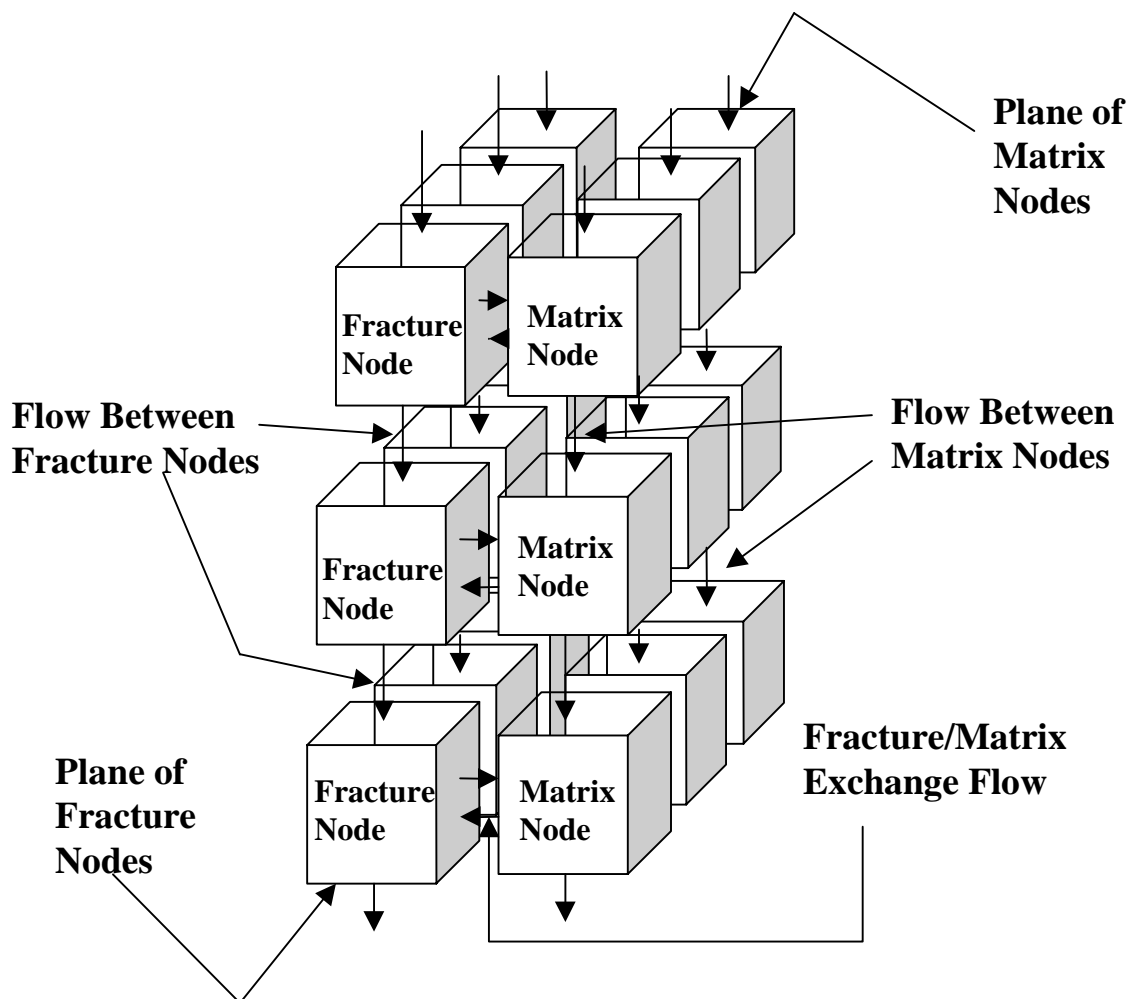 Plane of
Matrix
Nodes
Fracture
Node
Matrix
Node
Flow Between
Fracture Nodes
Flow Between
Matrix Nodes
Fracture
Node
Matrix
Node
Fracture/Matrix
Exchange Flow
Plane of
Fracture
Nodes
Fracture
Node
Matrix
Node